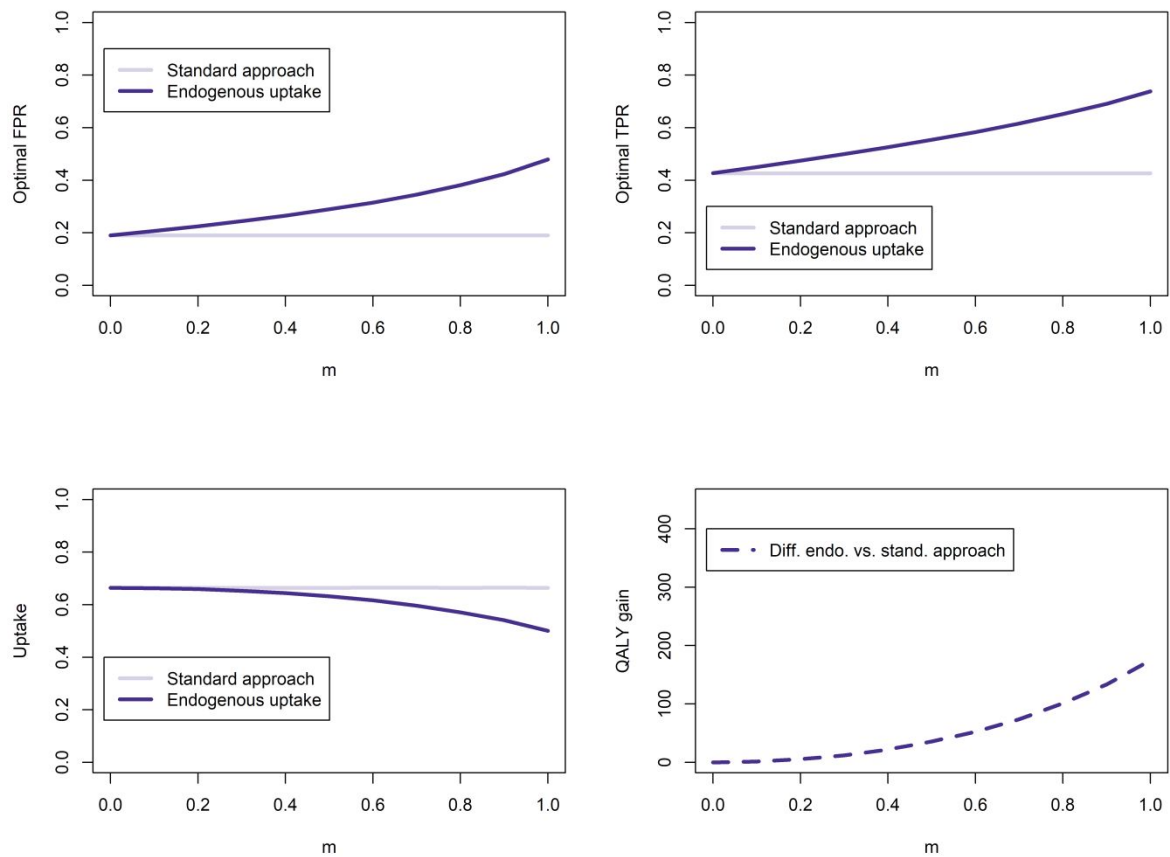 Optimal FPR
1.0
0.8
0.6
0.4
0.2
0.0
Standard approach
Endogenous uptake
0.0 0.2 0.4 0.6 0.8 1.0
m
Optimal TPR
1.0
0.8
0.6
0.4
0.2
0.0
Standard approach
Endogenous uptake
0.0 0.2 0.4 0.6 0.8 1.0
m
Uptake
1.0
0.8
0.6
0.4
0.2
0.0
Standard approach
Endogenous uptake
0.0 0.2 0.4 0.6 0.8 1.0
m
QALY gain
400
300
200
100
0
Diff. endo. vs. stand. approach
0.0 0.2 0.4 0.6 0.8 1.0
m